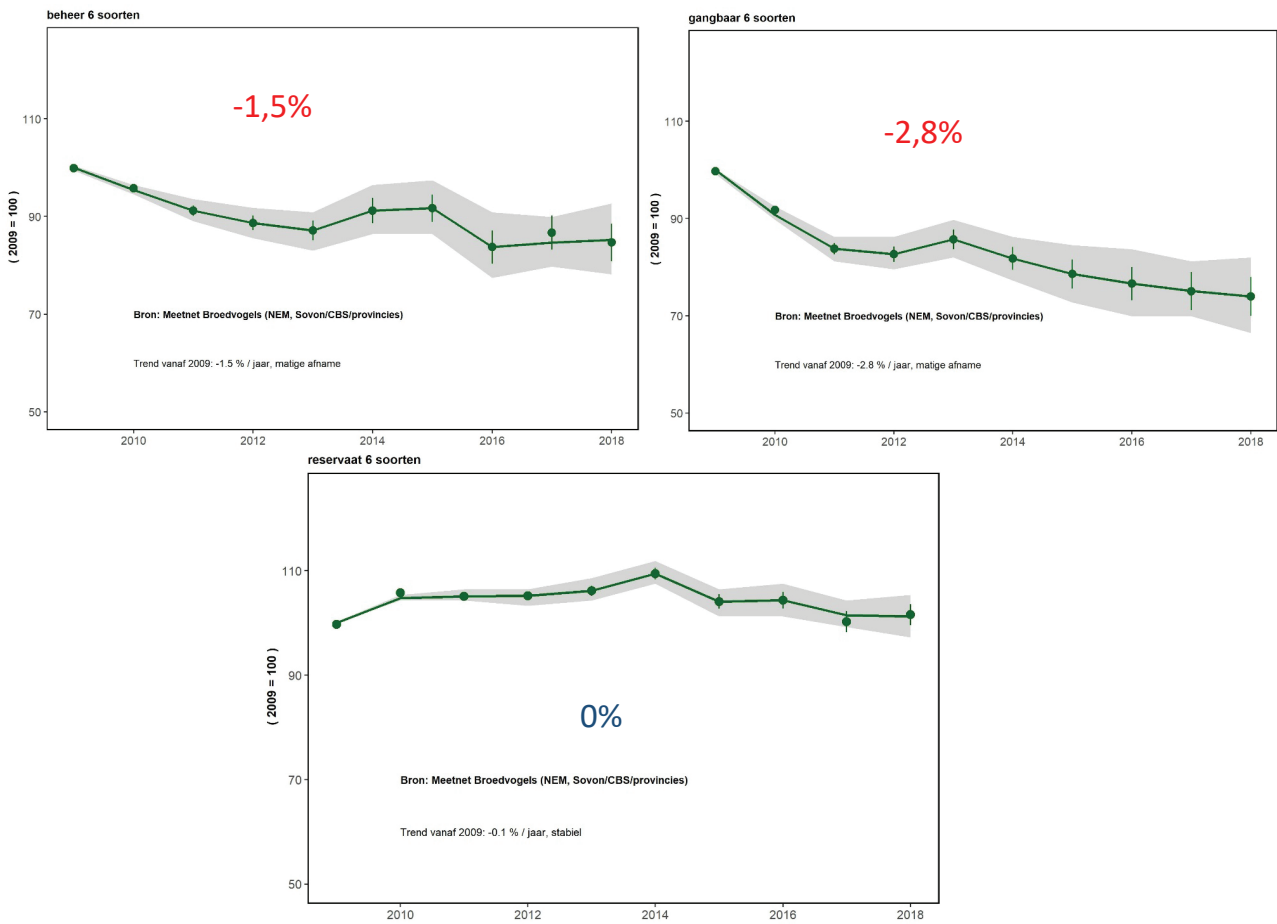 beheer 6 soorten
-1,5%
110
90
70
50
( 2009 = 100 )
Bron: Meetnet Broedvogels (NEM, Sovon/CBS/provincies)
Trend vanaf 2009: -1.5 % / jaar, matige afname
2010 2012 2014 2016 2018
gangbaar 6 soorten
-2,8%
110
90
70
50
( 2009 = 100 )
Bron: Meetnet Broedvogels (NEM, Sovon/CBS/provincies)
Trend vanaf 2009: -2.8 % / jaar, matige afname
2010 2012 2014 2016 2018
reservaat 6 soorten
110
90
70
50
( 2009 = 100 )
0%
Bron: Meetnet Broedvogels (NEM, Sovon/CBS/provincies)
Trend vanaf 2009: -0.1 % / jaar, stabiel
2010 2012 2014 2016 2018